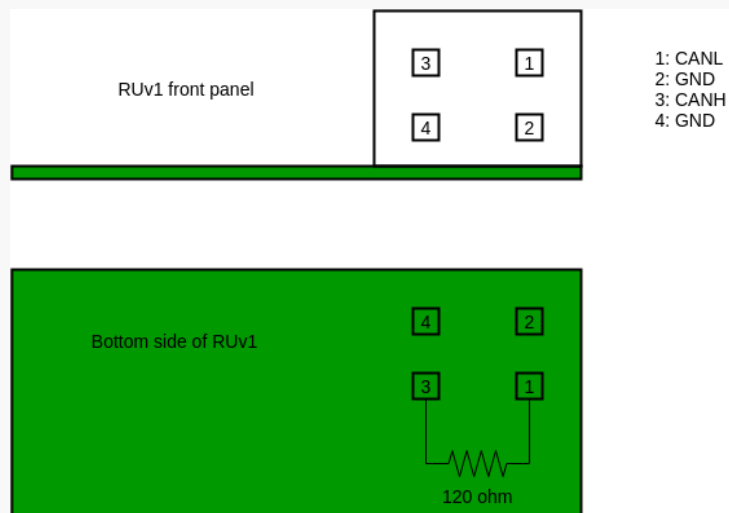 3 1
RUv1 front panel
4 2
1: CANL
2: GND
3: CANH
4: GND
4 2
Bottom side of RUv1
3 1
120 ohm